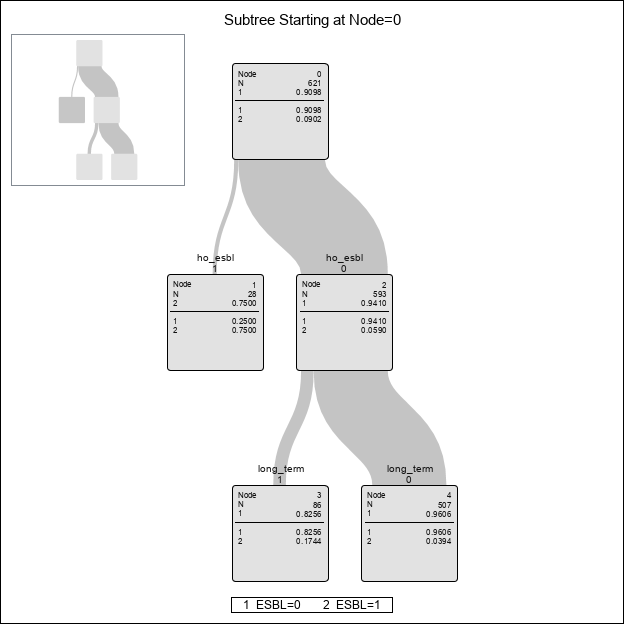 Subtree Starting at Node=0
Node 0
N 621
1 0.9098
1 0.9098
2 0.0902
ho_esbl
1
ho_esbl
0
Node 1
N 28
2 0.7500
1 0.2500
2 0.7500
Node 2
N 593
1 0.9410
1 0.9410
2 0.0590
long_term
1
long_term
0
Node 3
N 86
1 0.8256
1 0.8256
2 0.1744
Node 4
N 507
1 0.9606
1 0.9606
2 0.0394
1 ESBL=0 2 ESBL=1